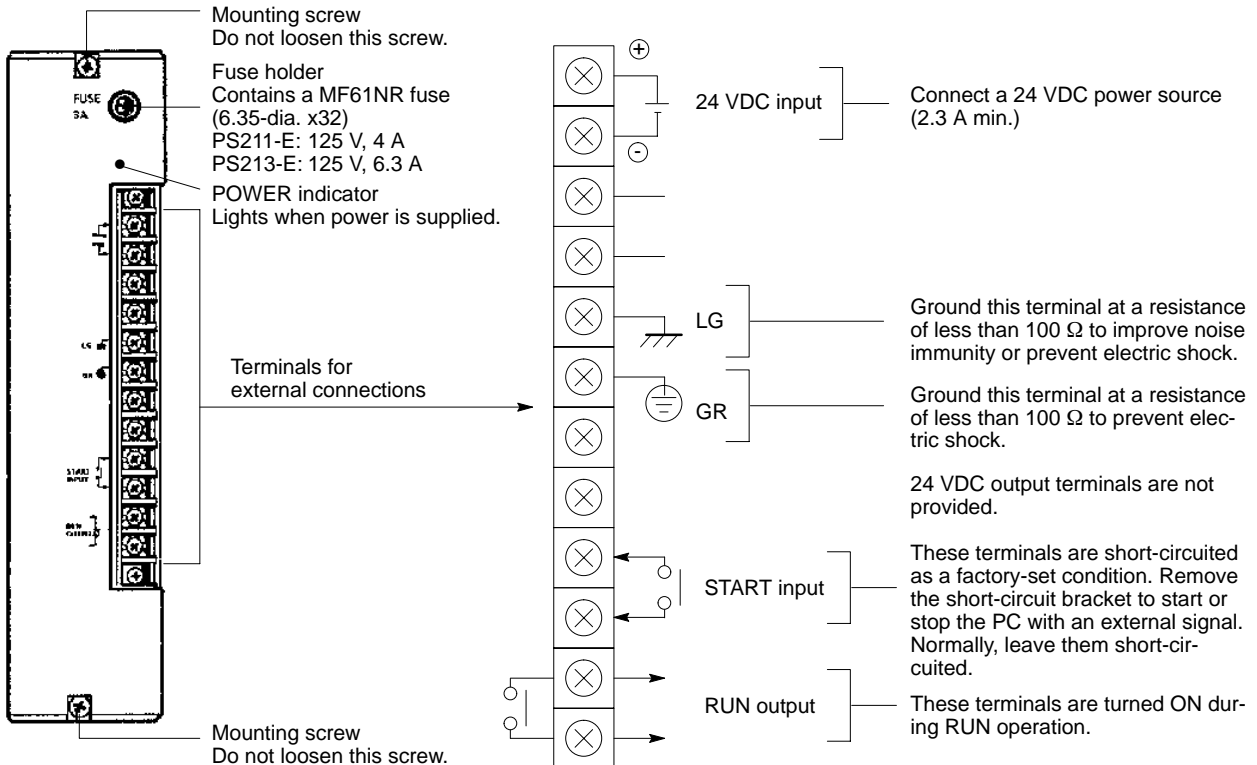 Mounting screw
Do not loosen this screw.
FUSE
3A
Fuse holder
Contains a MF61NR fuse
(6.35-dia. x32)
PS211-E: 125 V, 4 A
PS213-E: 125 V, 6.3 A
POWER indicator
Lights when power is supplied.
LG
GR
START
INPUT
RUN
Terminals for
external connections
Mounting screw
Do not loosen this screw.
+
-
24 VDC input
Connect a 24 VDC power source
(2.3 A min.)
LG
Ground this terminal at a resistance
of less than 100 Ω to improve noise
immunity or prevent electric shock.
GR
Ground this terminal at a resistance
of less than 100 Ω to prevent elec-
tric shock.
24 VDC output terminals are not
provided.
START input
These terminals are short-circuited
as a factory-set condition. Remove
the short-circuit bracket to start or
stop the PC with an external signal.
Normally, leave them short-cir-
cuited.
RUN output
These terminals are turned ON dur-
ing RUN operation.